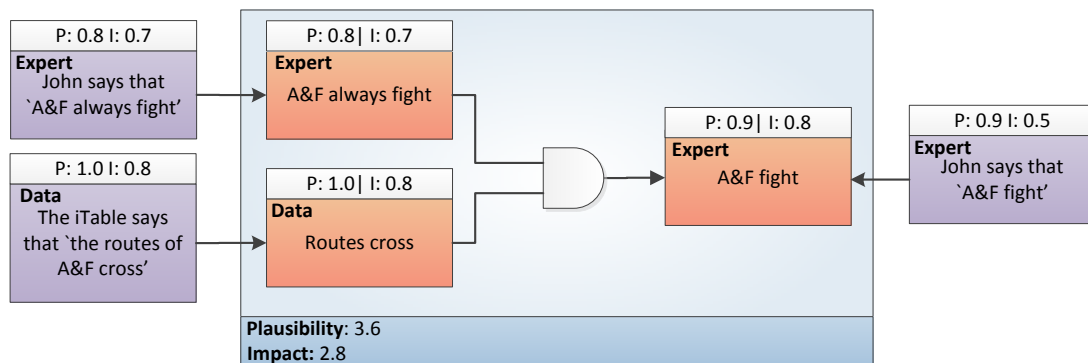 P: 0.8 I: 0.7
Expert
John says that
`A&F always fight’
P: 1.0 I: 0.8
Data
The iTable says
that `the routes of
A&F cross’
P: 0.8| I: 0.7
Expert
A&F always fight
P: 1.0| I: 0.8
Data
Routes cross
P: 0.9| I: 0.8
Expert
A&F fight
P: 0.9 I: 0.5
Expert
John says that
`A&F fight’
Plausibility: 3.6
Impact: 2.8